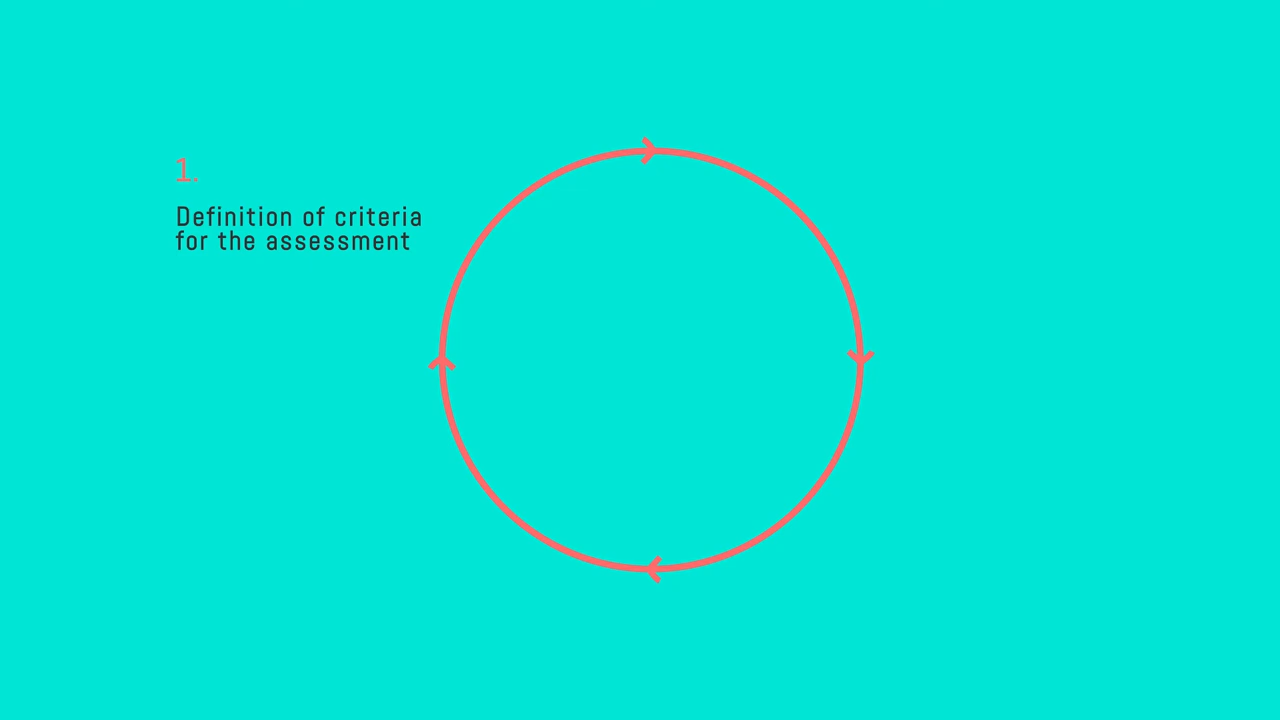 1.
Definition of criteria
for the assessment